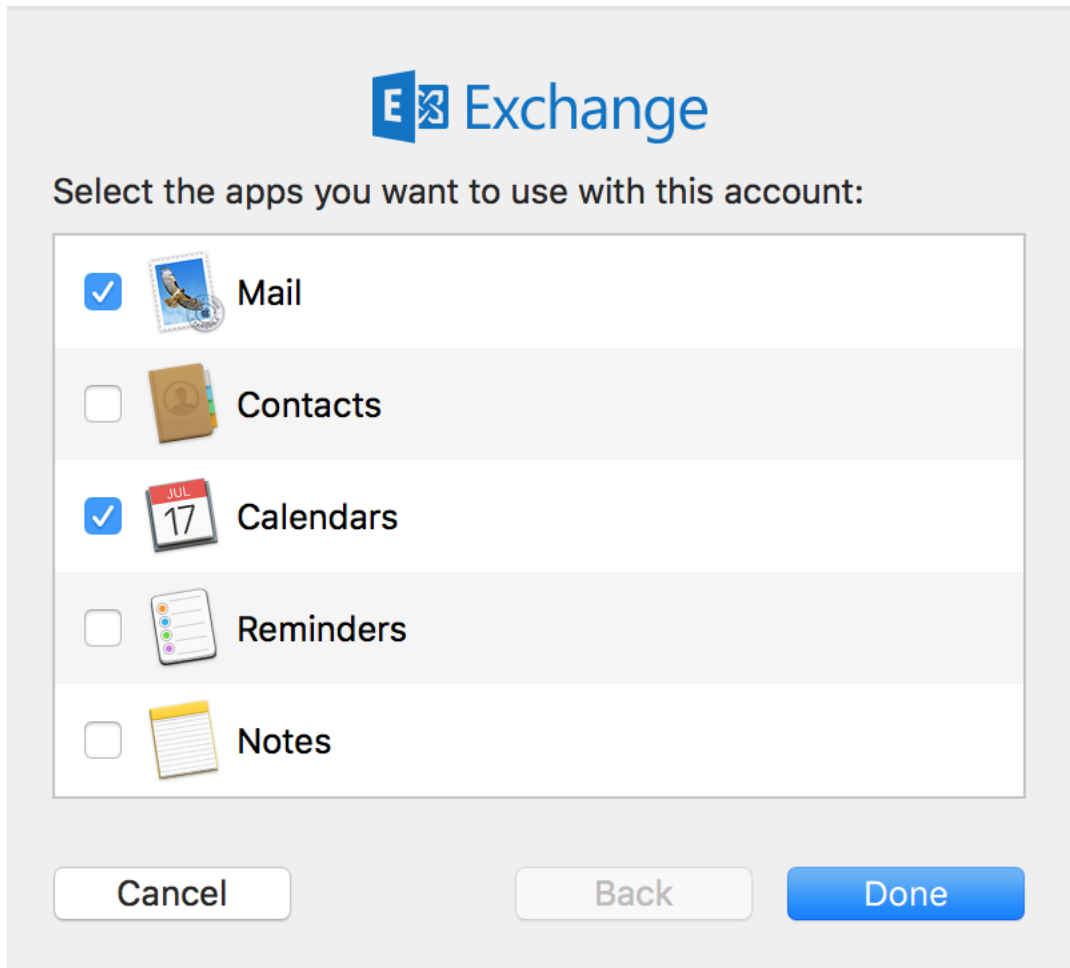 E Exchange
Select the apps you want to use with this account:
Mail
Contacts
JUL
17
Calendars
Reminders
Notes
Cancel
Back
Done